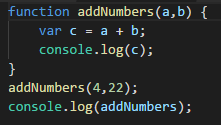 function addNumbers(a,b) {
    var c = a + b;
    console.log(c);
}
addNumbers(4,22);
console.log(addNumbers);